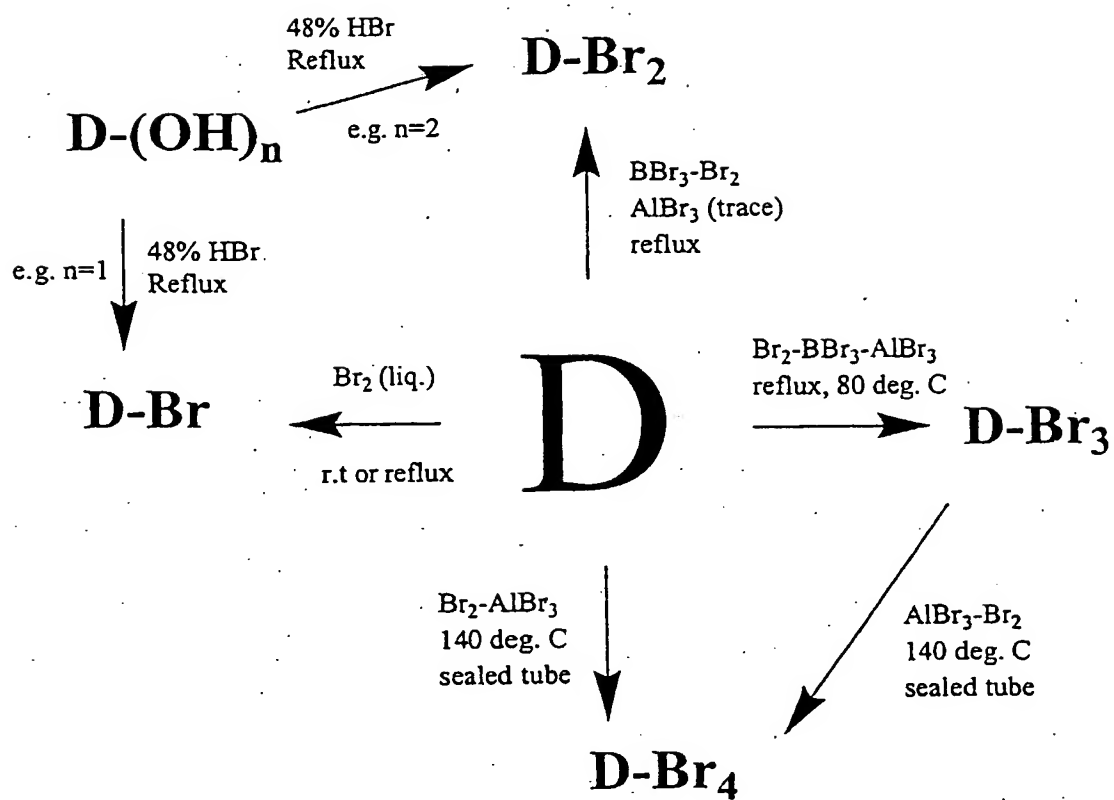 48% HBr
Reflux
D-Br₂
D-(OH)ₙ
e.g. n=2
BBr₃-Br₂
AlBr₃ (trace)
reflux
e.g. n=1
48% HBr
Reflux
D-Br
Br₂ (liq.)
r.t or reflux
D
Br₂-BBr₃-AlBr₃
reflux, 80 deg. C
D-Br₃
Br₂-AlBr₃
140 deg. C
sealed tube
AlBr₃-Br₂
140 deg. C
sealed tube
D-Br₄